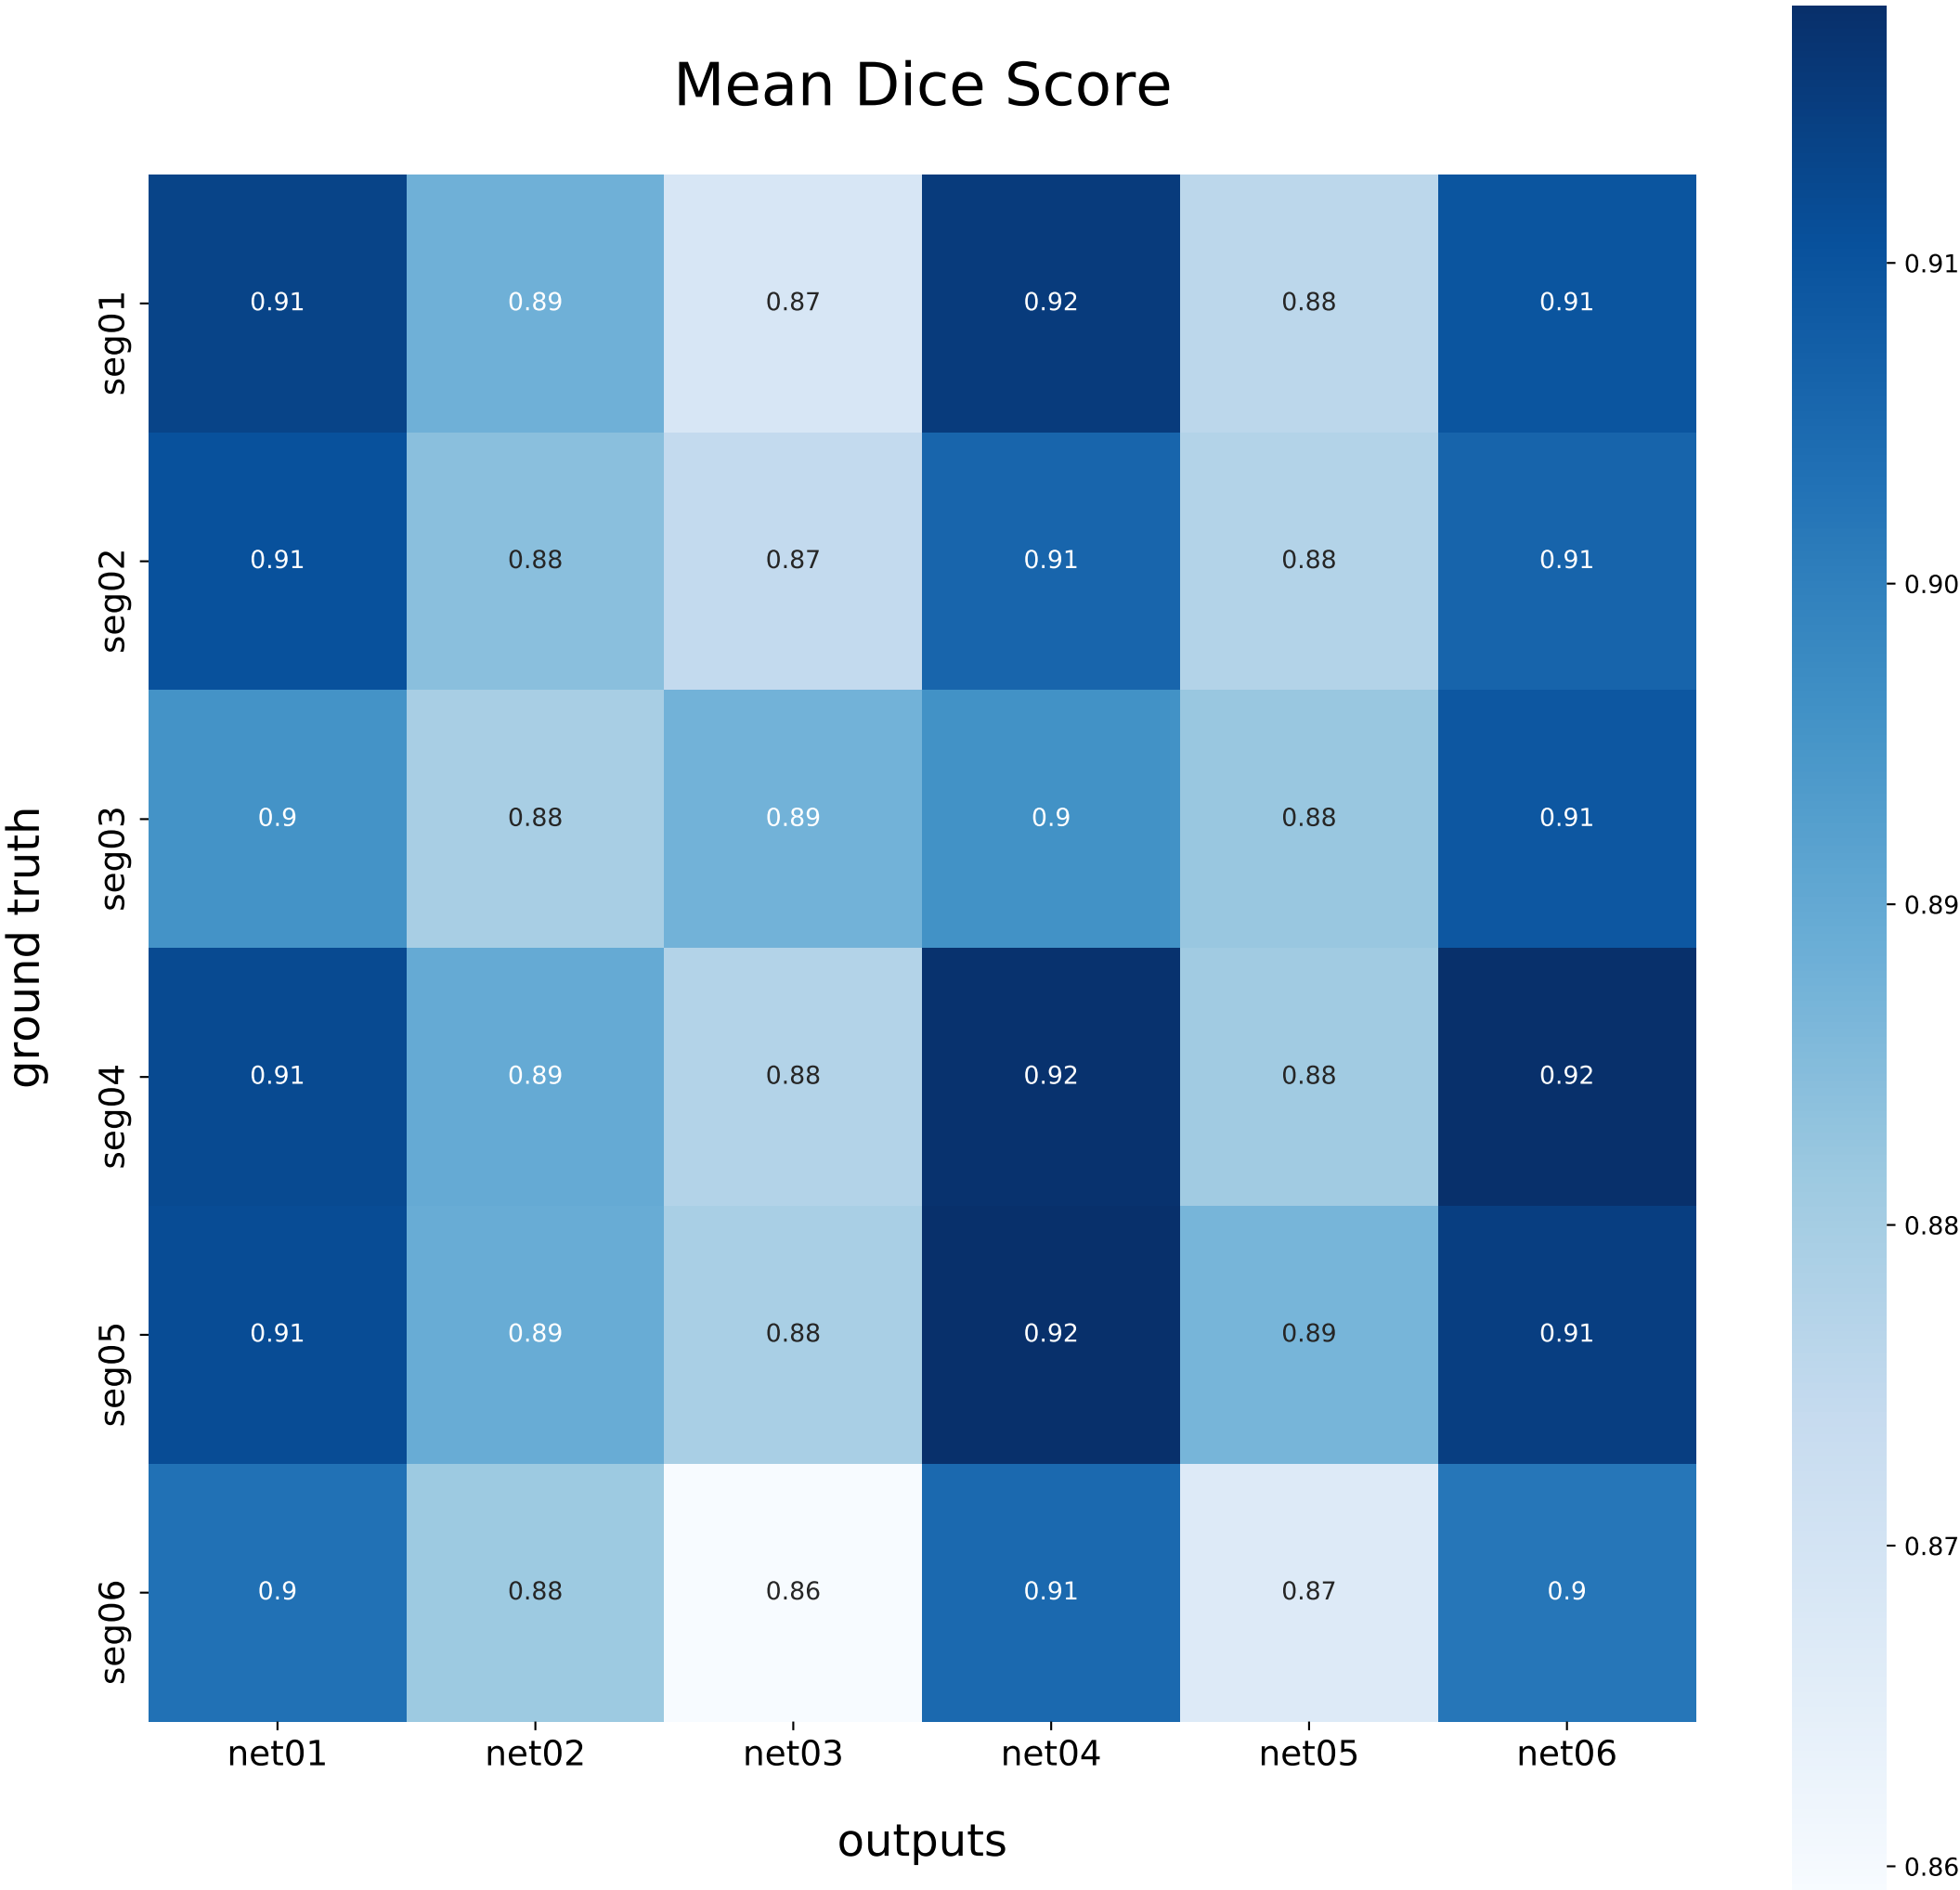 Mean Dice Score
ground truth
seg01 0.91 0.89 0.87 0.92 0.88 0.91
seg02 0.91 0.88 0.87 0.91 0.88 0.91
seg03 0.9 0.88 0.89 0.9 0.88 0.91
seg04 0.91 0.89 0.88 0.92 0.88 0.92
seg05 0.91 0.89 0.88 0.92 0.89 0.91
seg06 0.9 0.88 0.86 0.91 0.87 0.9
net01 net02 net03 net04 net05 net06
outputs
0.91
0.90
0.89
0.88
0.87
0.86